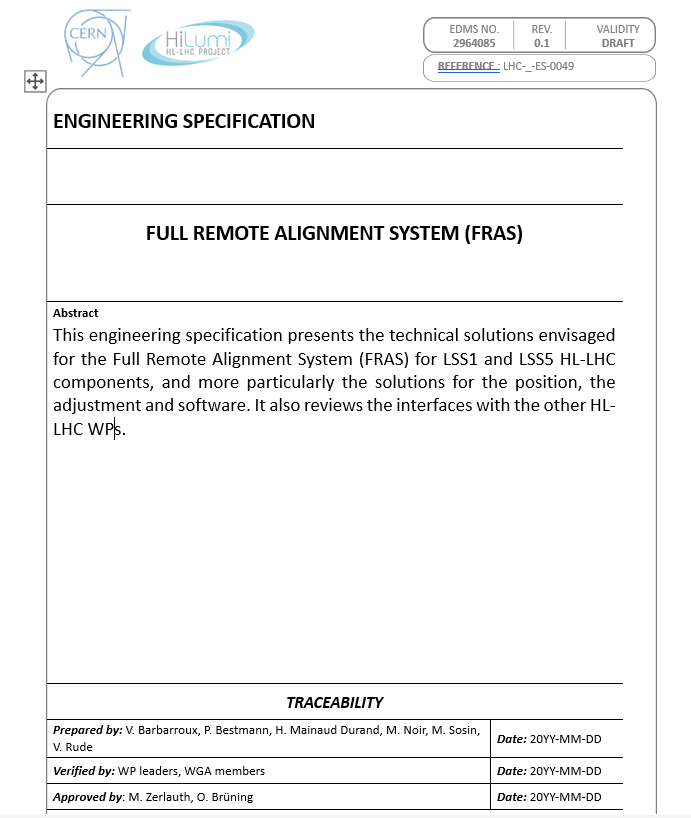 CERN
HiLumi
HL-LHC PROJECT
EDMS NO.
2964085
REV.
0.1
VALIDITY
DRAFT
REFERENCE : LHC-_-ES-0049
ENGINEERING SPECIFICATION
FULL REMOTE ALIGNMENT SYSTEM (FRAS)
Abstract
This engineering specification presents the technical solutions envisaged
for the Full Remote Alignment System (FRAS) for LSS1 and LSS5 HL-LHC
components, and more particularly the solutions for the position, the
adjustment and software. It also reviews the interfaces with the other HL-
LHC WPs.
TRACEABILITY
Prepared by: V. Barbarroux, P. Bestmann, H. Mainaud Durand, M. Noir, M. Sosin,
V. Rude
Date: 20YY-MM-DD
Verified by: WP leaders, WGA members
Date: 20YY-MM-DD
Approved by: M. Zerlauth, O. Brüning
Date: 20YY-MM-DD